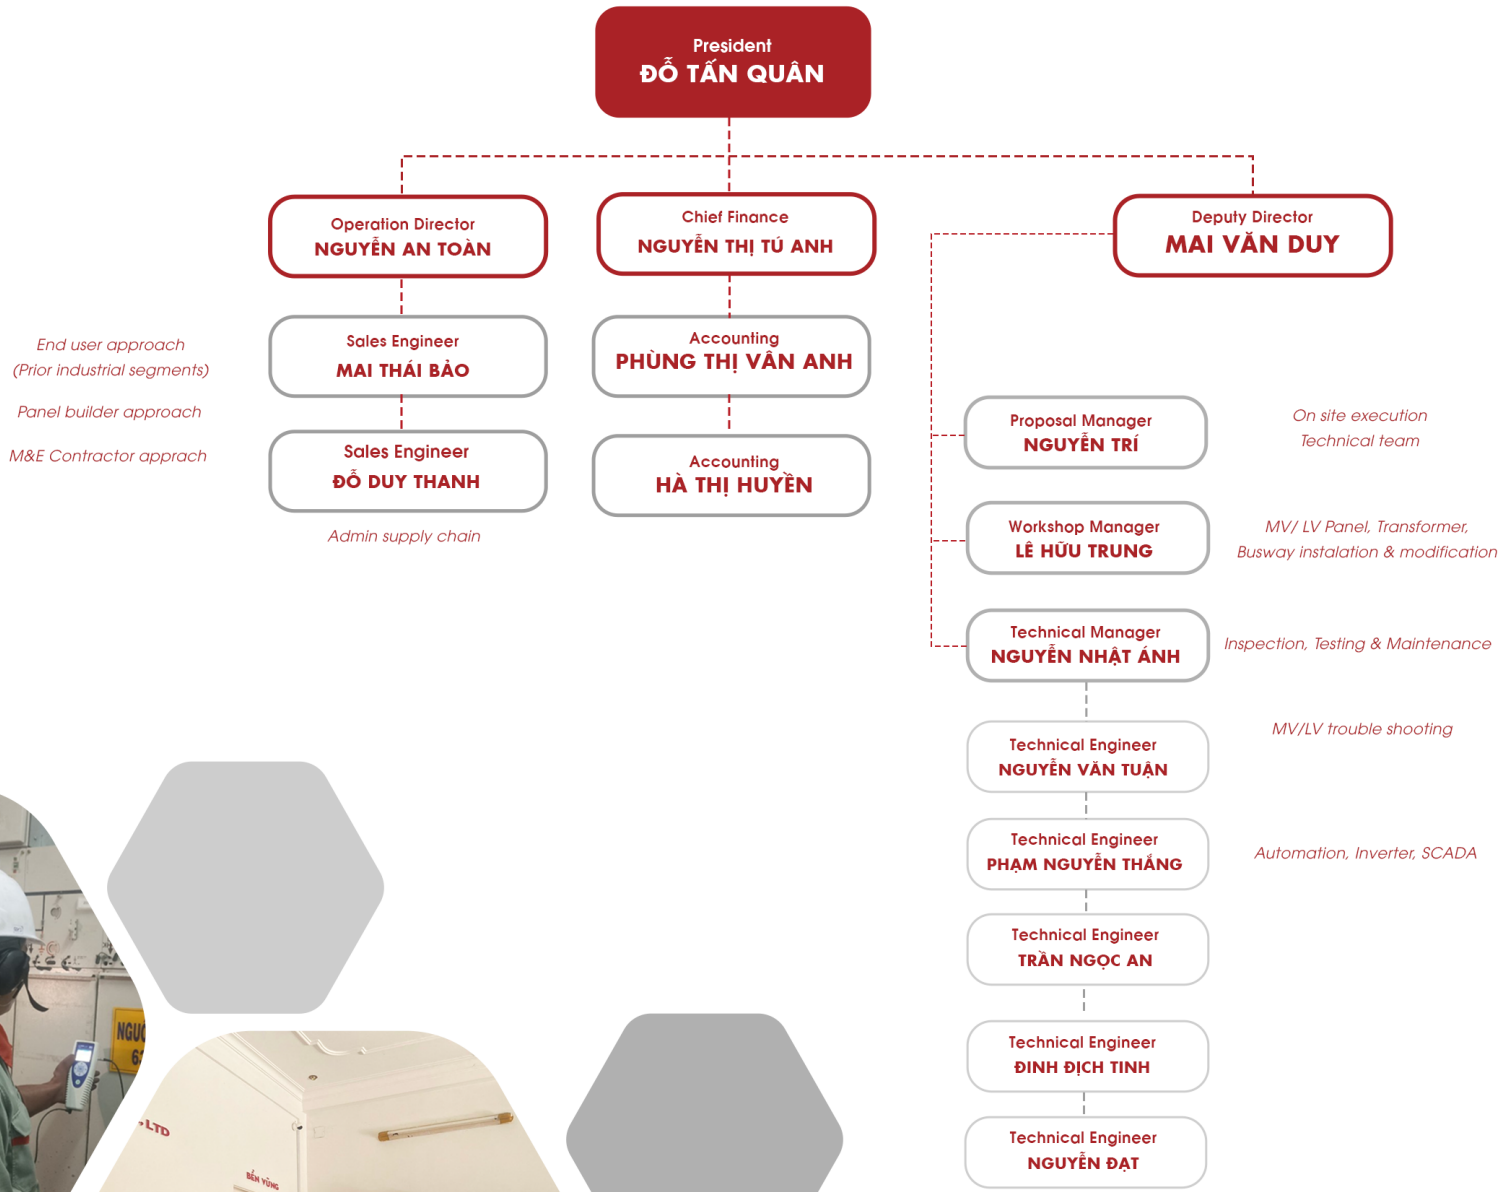 President
ĐỖ TẤN QUÂN
Operation Director
NGUYỄN AN TOÀN
Chief Finance
NGUYỄN THỊ TÚ ANH
Deputy Director
MAI VĂN DUY
End user approach
(Prior industrial segments)
Panel builder approach
M&E Contractor apprach
Sales Engineer
MAI THÁI BẢO
Sales Engineer
ĐỖ DUY THANH
Admin supply chain
Accounting
PHÙNG THỊ VÂN ANH
Accounting
HÀ THỊ HUYỀN
Proposal Manager
NGUYỄN TRÍ
On site execution
Technical team
Workshop Manager
LÊ HỮU TRUNG
MV/ LV Panel, Transformer,
Busway instalation & modification
Technical Manager
NGUYỄN NHẬT ÁNH
Inspection, Testing & Maintenance
Technical Engineer
NGUYỄN VĂN TUẬN
MV/LV trouble shooting
Technical Engineer
PHẠM NGUYỄN THẮNG
Automation, Inverter, SCADA
Technical Engineer
TRẦN NGỌC AN
Technical Engineer
ĐINH ĐỊCH TINH
Technical Engineer
NGUYỄN ĐẠT
LTD
BỀN VỮNG